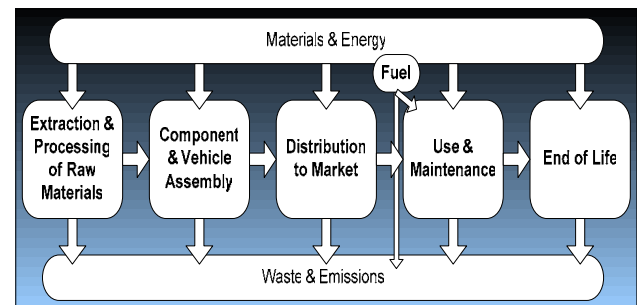 Materials & Energy
Fuel
Extraction &
Processing
of Raw
Materials
Component
& Vehicle
Assembly
Distribution
to Market
Use &
Maintenance
End of Life
Waste & Emissions